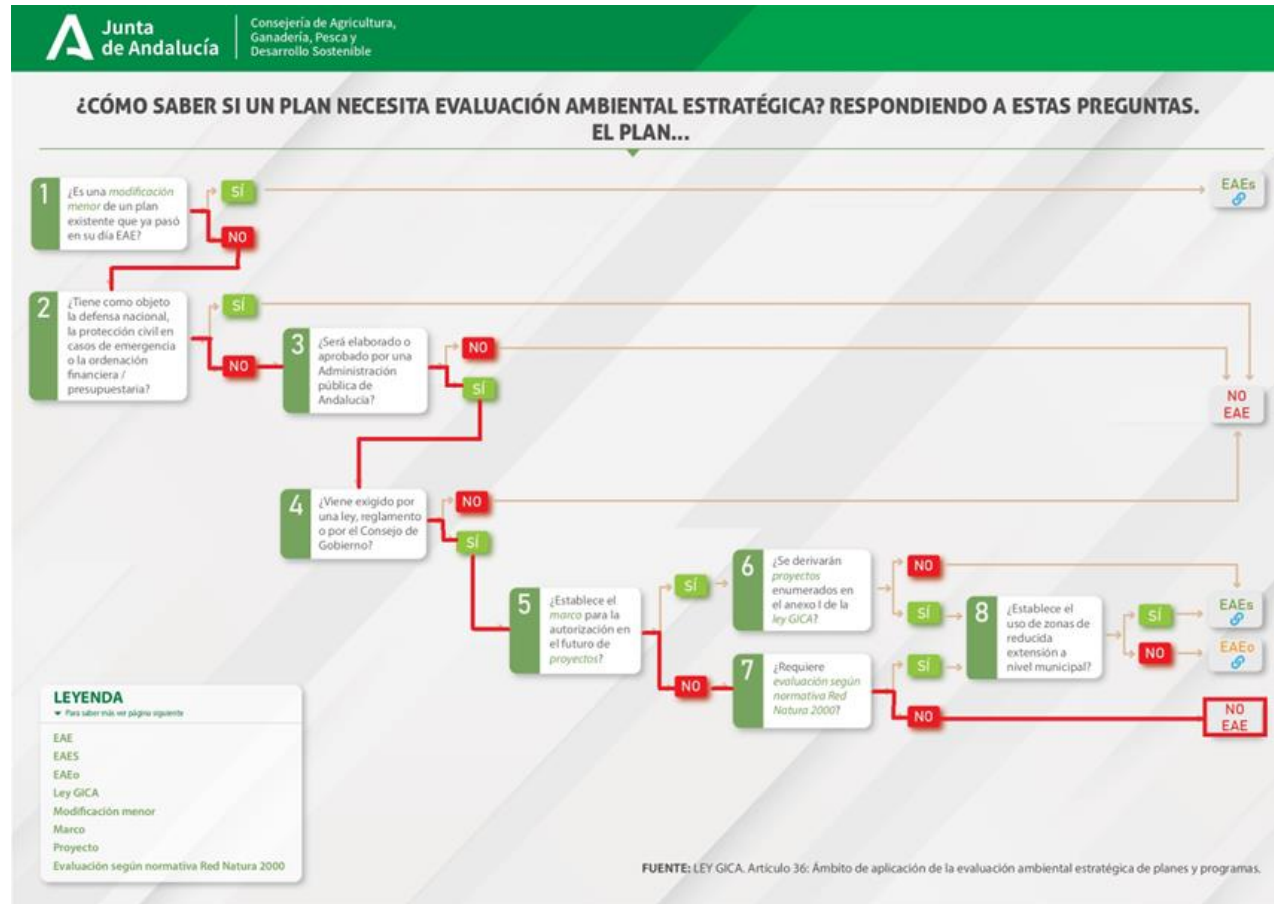 Junta
de Andalucía
Consejería de Agricultura,
Ganadería, Pesca y
Desarrollo Sostenible
¿CÓMO SABER SI UN PLAN NECESITA EVALUACIÓN AMBIENTAL ESTRATÉGICA? RESPONDIENDO A ESTAS PREGUNTAS.
EL PLAN...
1
¿Es una modificación
menor de un plan
existente que ya pasó
en su día EAE?
SÍ
NO
EAEs
2
¿Tiene como objeto
la defensa nacional,
la protección civil en
casos de emergencia
o la ordenación
financiera /
presupuestaria?
SÍ
NO
3
¿Será elaborado o
aprobado por una
Administración
pública de
Andalucía?
NO
SÍ
NO
EAE
4
¿Viene exigido por
una ley, reglamento
o por el Consejo de
Gobierno?
NO
SÍ
5
¿Establece el
marco para la
autorización en
el futuro de
proyectos?
SÍ
NO
6
¿Se derivarán
proyectos
enumerados en
el anexo I de la
ley GICA?
NO
SÍ
7
¿Requiere
evaluación según
normativa Red
Natura 2000?
SÍ
NO
8
¿Establece el
uso de zonas de
reducida
extensión a
nivel municipal?
SÍ
NO
EAEs
EAEo
NO
EAE
LEYENDA
Para saber más ver página siguiente
EAE
EAES
EAEo
Ley GICA
Modificación menor
Marco
Proyecto
Evaluación según normativa Red Natura 2000
FUENTE: LEY GICA. Artículo 36: Ámbito de aplicación de la evaluación ambiental estratégica de planes y programas.